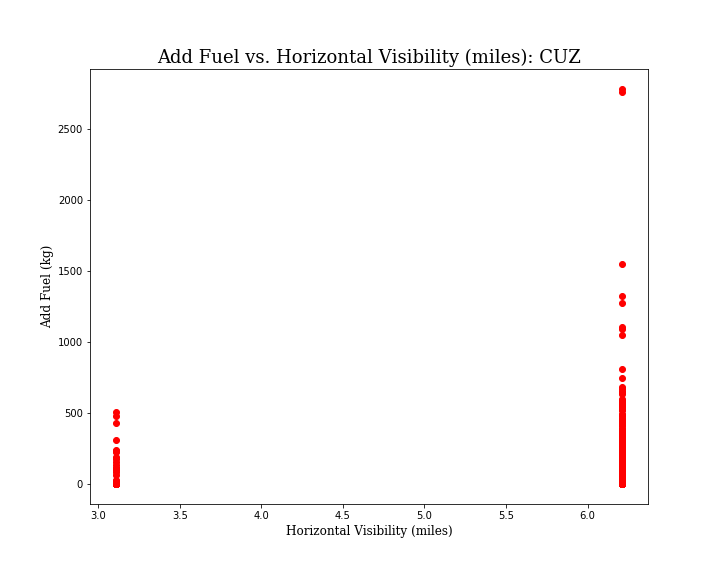 Add Fuel vs. Horizontal Visibility (miles): CUZ
2500
2000
1500
1000
500
0
Add Fuel (kg)
3.0 3.5 4.0 4.5 5.0 5.5 6.0
Horizontal Visibility (miles)